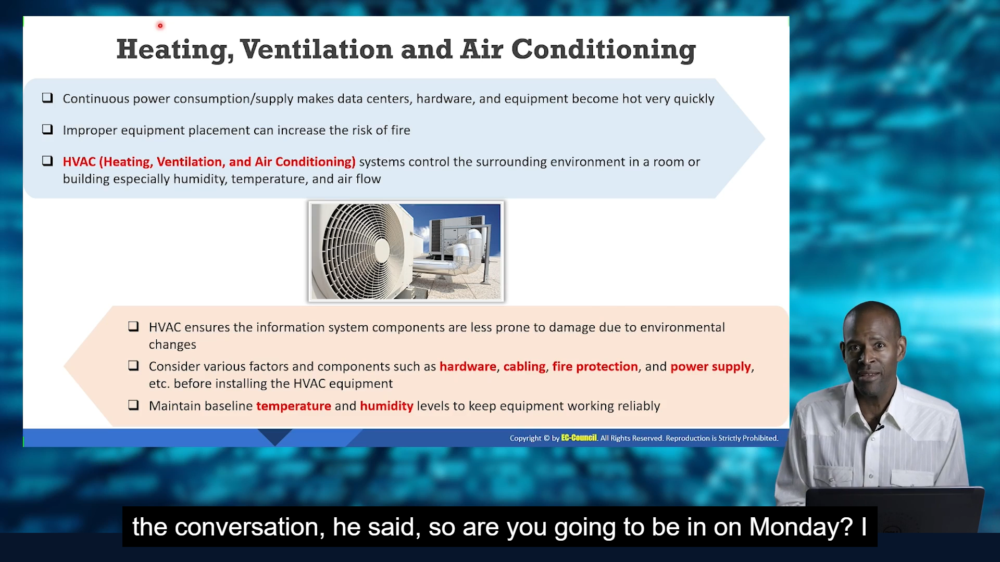 Heating, Ventilation and Air Conditioning
Continuous power consumption/supply makes data centers, hardware, and equipment become hot very quickly
Improper equipment placement can increase the risk of fire
HVAC (Heating, Ventilation, and Air Conditioning) systems control the surrounding environment in a room or
building especially humidity, temperature, and air flow
HVAC ensures the information system components are less prone to damage due to environmental
changes
Consider various factors and components such as hardware, cabling, fire protection, and power supply,
etc. before installing the HVAC equipment
Maintain baseline temperature and humidity levels to keep equipment working reliably
Copyright © by EC-Council. All Rights Reserved. Reproduction is Strictly Prohibited.
the conversation, he said, so are you going to be in on Monday? I